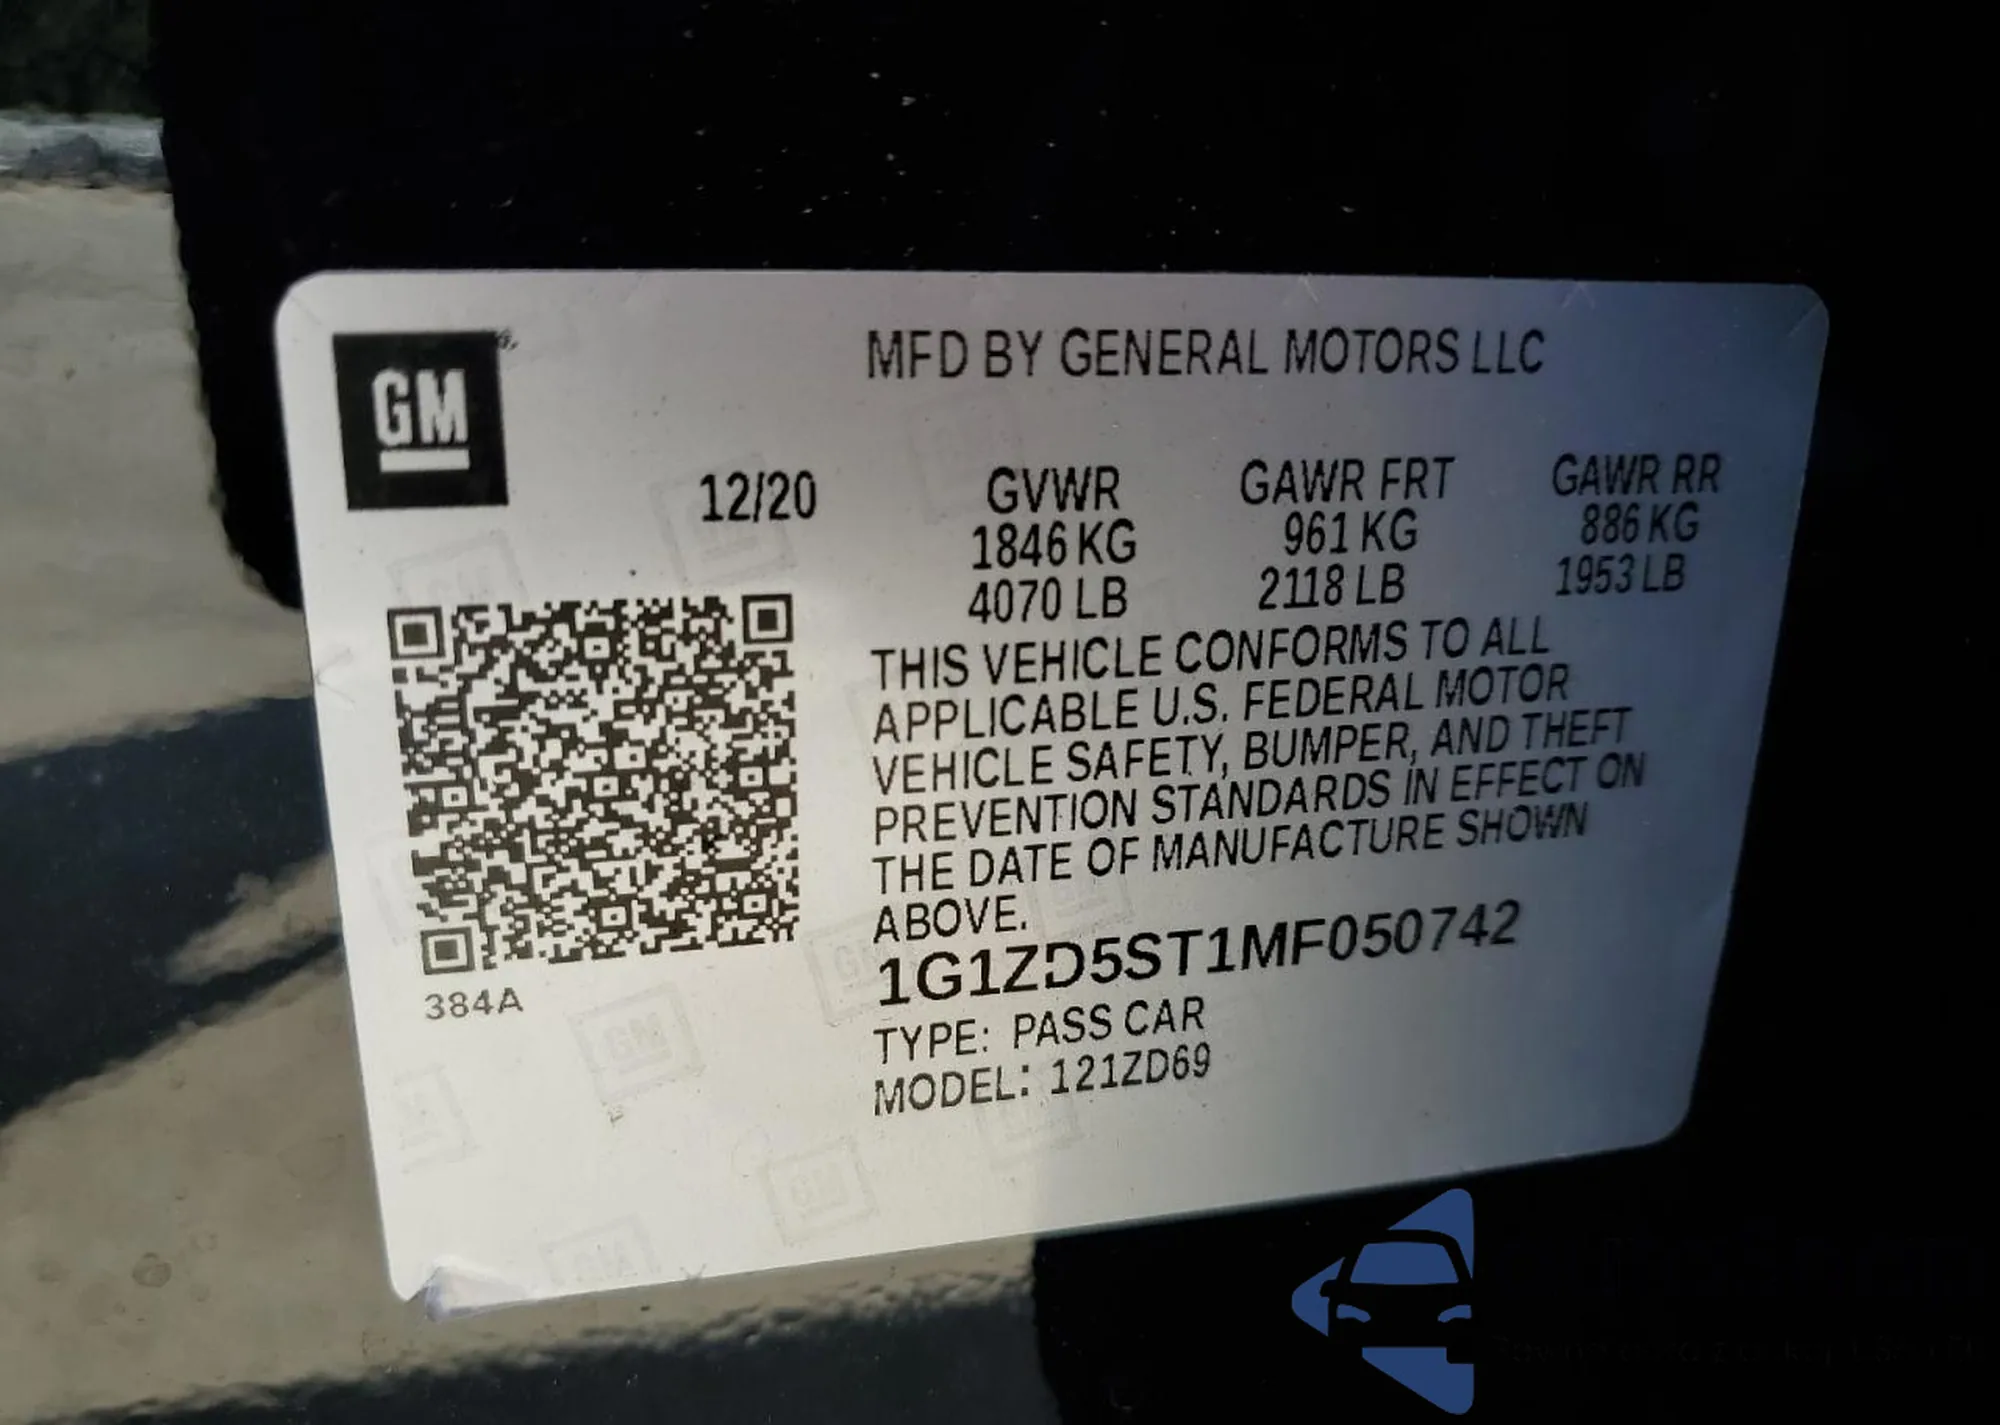 GM
MFD BY GENERAL MOTORS LLC
12/20 GVWR GAWR FRT GAWR RR
1846 KG 961 KG 886 KG
4070 LB 2118 LB 1953 LB
THIS VEHICLE CONFORMS TO ALL
APPLICABLE U.S. FEDERAL MOTOR
VEHICLE SAFETY, BUMPER, AND THEFT
PREVENTION STANDARDS IN EFFECT ON
THE DATE OF MANUFACTURE SHOWN
ABOVE.
1G1ZD5ST1MF050742
384A
TYPE: PASS CAR
MODEL: 121ZD69